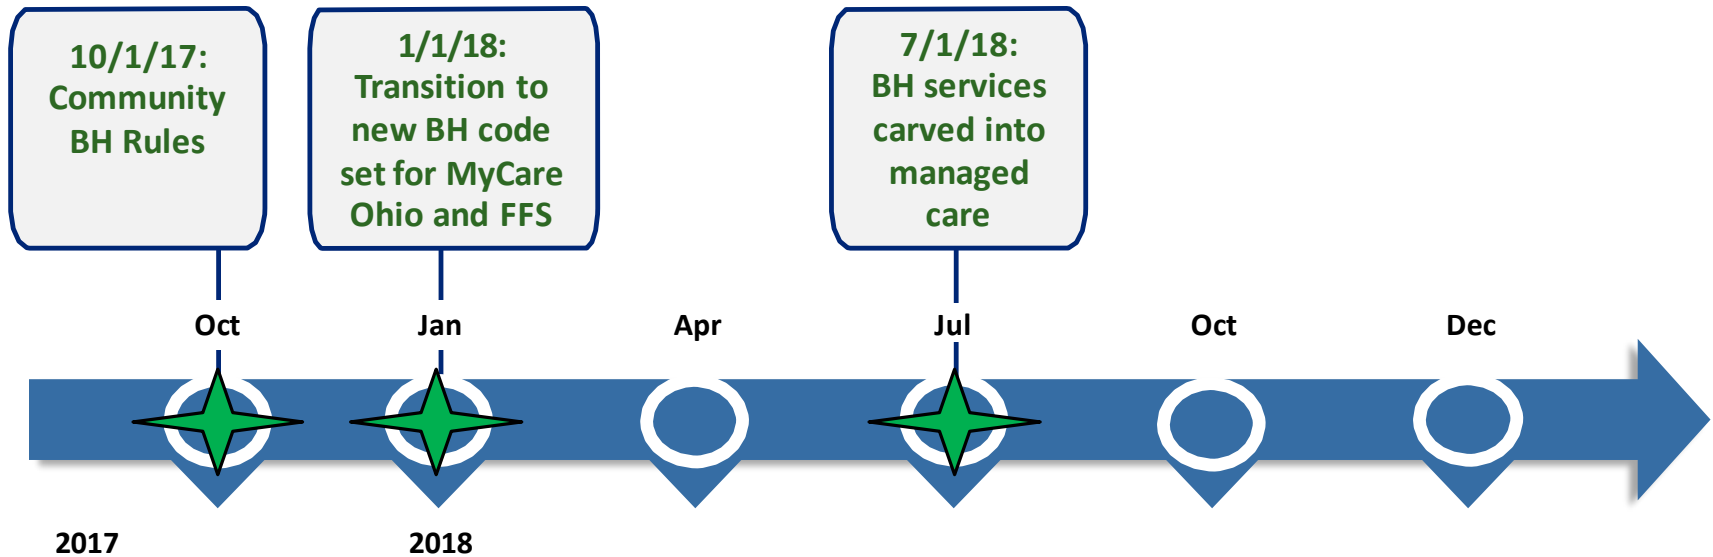 10/1/17:
Community
BH Rules
1/1/18:
Transition to
new BH code
set for MyCare
Ohio and FFS
7/1/18:
BH services
carved into
managed
care
Oct
Jan
Apr
Jul
Oct
Dec
2017
2018